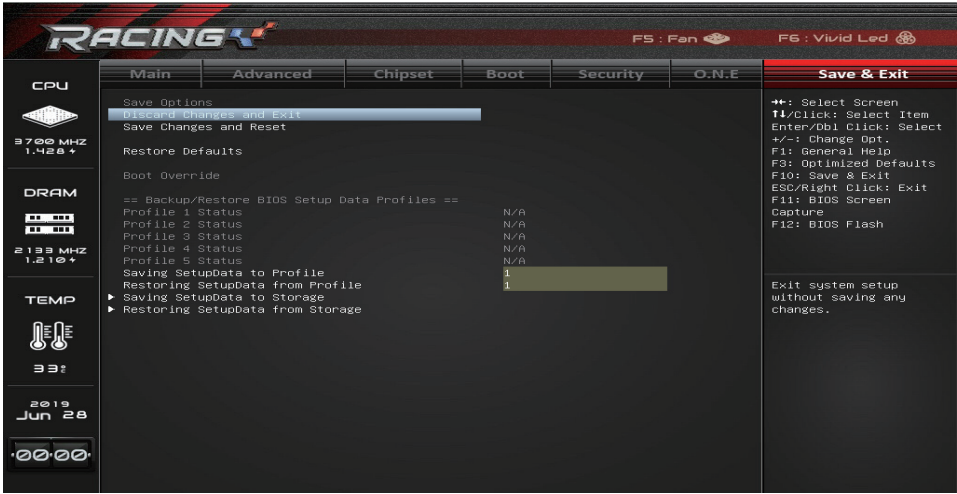 RACING
F5 : Fan
F6 : Vivid Led
Main
Advanced
Chipset
Boot
Security
O.N.E
Save & Exit
CPU
3700 MHZ
1.428 V
DRAM
2133 MHZ
1.210 V
TEMP
33°C
2019
Jun 28
00:00
Save Options
Discard Changes and Exit
Save Changes and Reset
Restore Defaults
Boot Override
== Backup/Restore BIOS Setup Data Profiles ==
Profile 1 Status N/A
Profile 2 Status N/A
Profile 3 Status N/A
Profile 4 Status N/A
Profile 5 Status N/A
Saving SetupData to Profile 1
Restoring SetupData from Profile 1
▶ Saving SetupData to Storage
▶ Restoring SetupData from Storage
→←: Select Screen
↑↓/Click: Select Item
Enter/Dbl Click: Select
+/-: Change Opt.
F1: General Help
F3: Optimized Defaults
F10: Save & Exit
ESC/Right Click: Exit
F11: BIOS Screen
Capture
F12: BIOS Flash
Exit system setup
without saving any
changes.